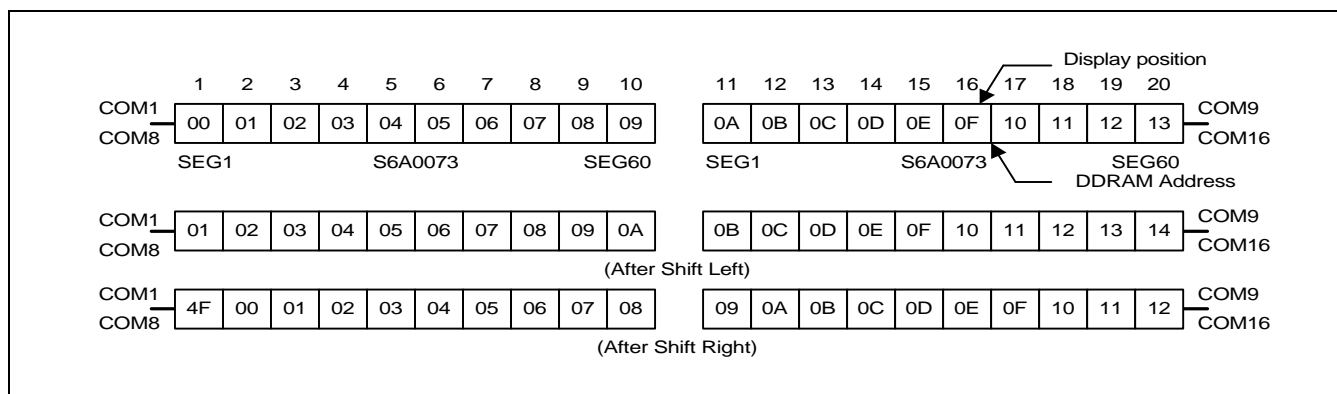 Display position
1 2 3 4 5 6 7 8 9 10 11 12 13 14 15 16 17 18 19 20
COM1 00 01 02 03 04 05 06 07 08 09 0A 0B 0C 0D 0E 0F 10 11 12 13 COM9
COM8 COM16
SEG1 S6A0073 SEG60 SEG1 S6A0073 SEG60
DDRAM Address
COM1 01 02 03 04 05 06 07 08 09 0A 0B 0C 0D 0E 0F 10 11 12 13 14 COM9
COM8 COM16
(After Shift Left)
COM1 4F 00 01 02 03 04 05 06 07 08 09 0A 0B 0C 0D 0E 0F 10 11 12 COM9
COM8 COM16
(After Shift Right)